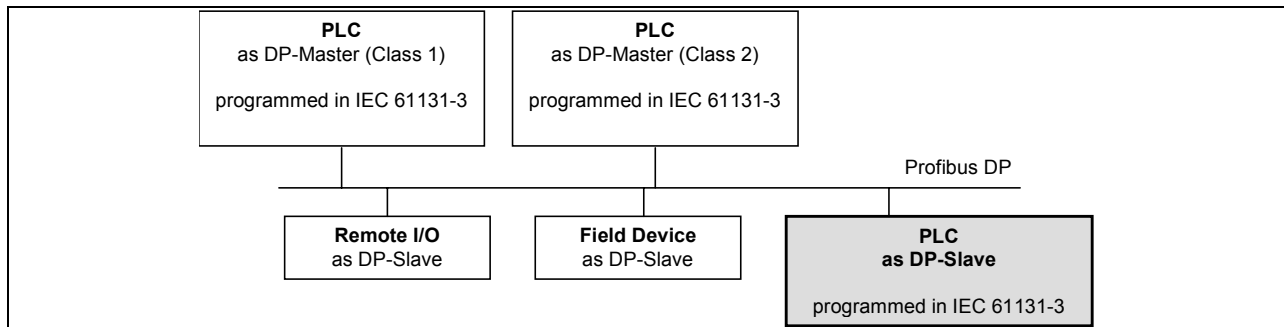 PLC
as DP-Master (Class 1)
programmed in IEC 61131-3
PLC
as DP-Master (Class 2)
programmed in IEC 61131-3
Profibus DP
Remote I/O
as DP-Slave
Field Device
as DP-Slave
PLC
as DP-Slave
programmed in IEC 61131-3